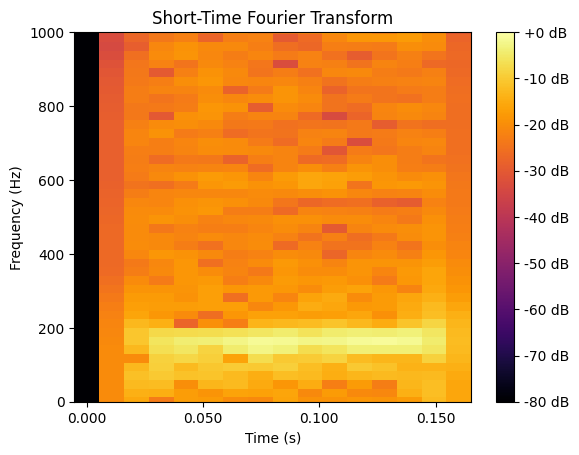 Short-Time Fourier Transform
1000
800
600
400
200
0
Frequency (Hz)
0.000
0.050
0.100
0.150
Time (s)
+0 dB
-10 dB
-20 dB
-30 dB
-40 dB
-50 dB
-60 dB
-70 dB
-80 dB